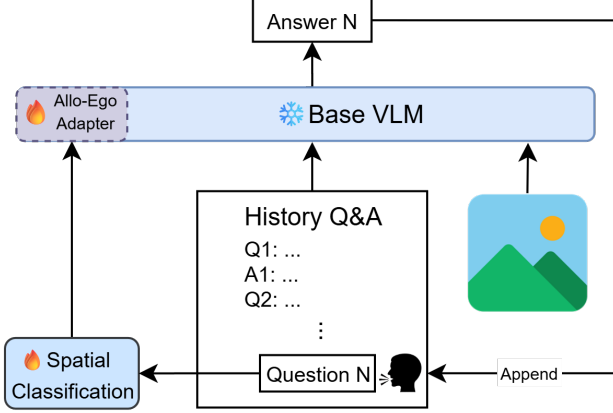 Answer N
Allo-Ego
Adapter
Base VLM
History Q&A
Q1: ...
A1: ...
Q2: ...
⋮
Question N
Spatial
Classification
Append